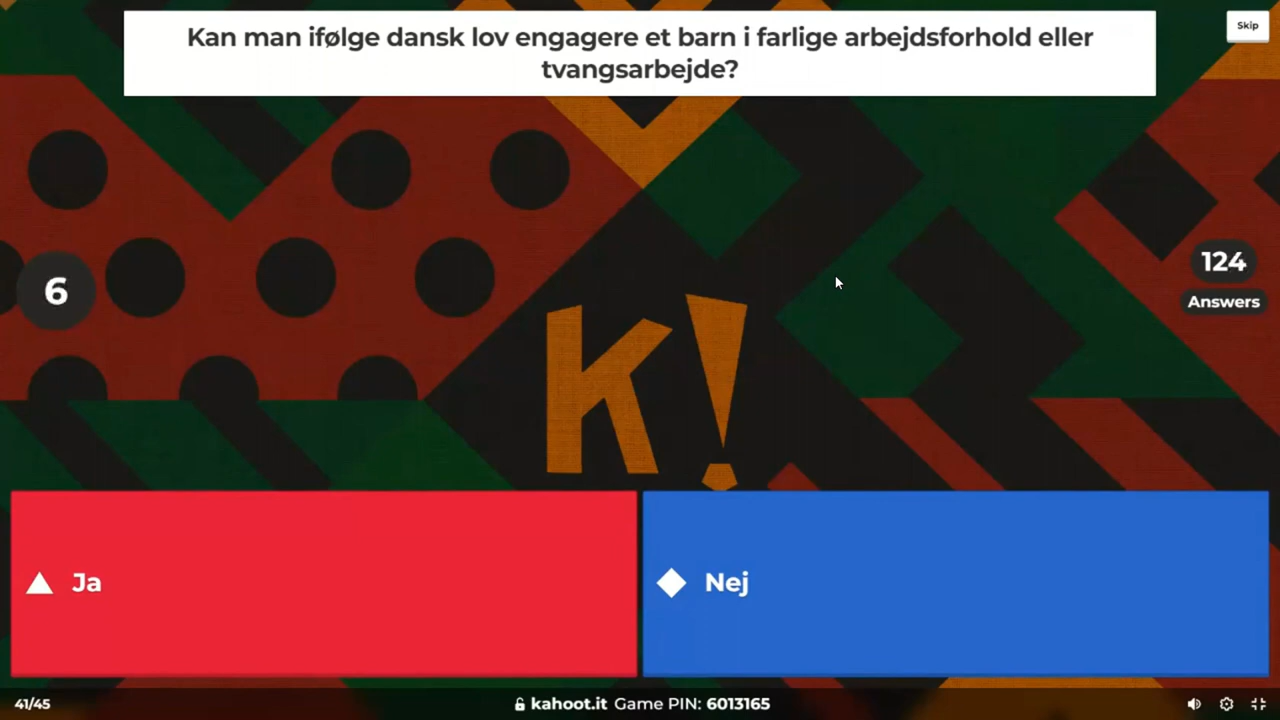 Kan man ifølge dansk lov engagere et barn i farlige arbejdsforhold eller
tvangsarbejde?
Skip
6
124
Answers
K!
Ja
Nej
41/45
kahoot.it Game PIN: 6013165